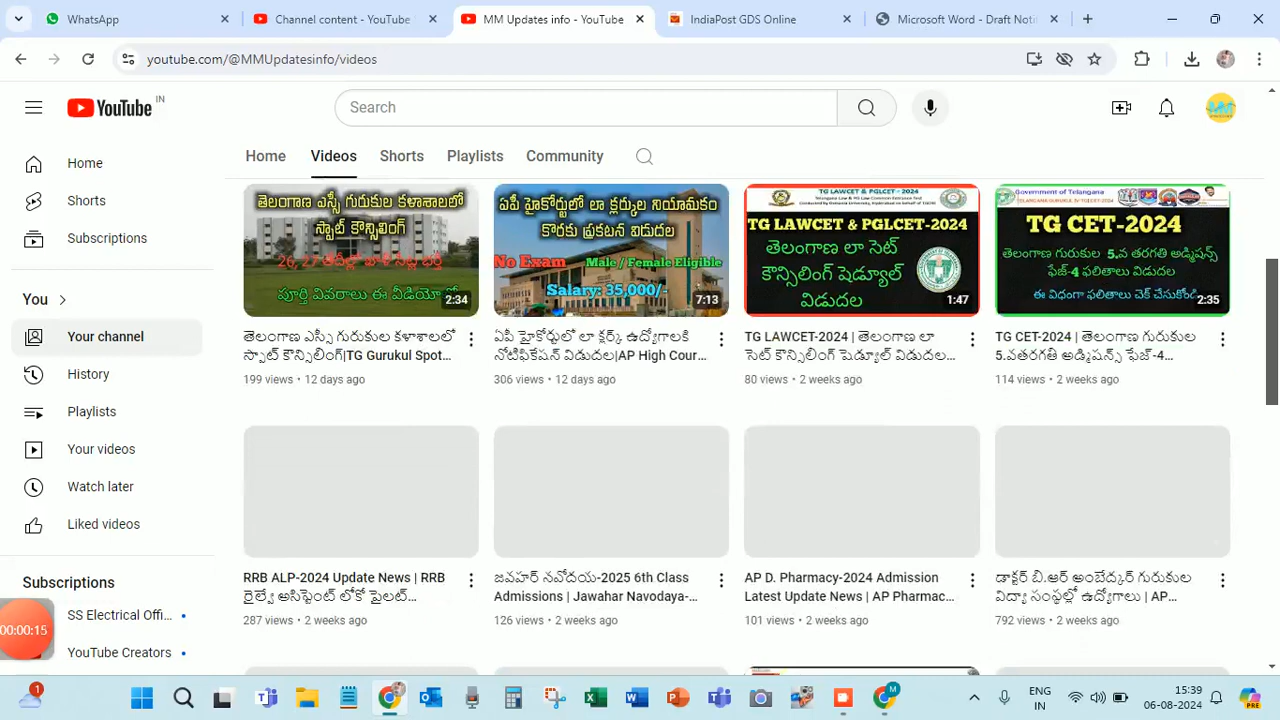 WhatsApp
Channel content - YouTube
MM Updates info - YouTube
IndiaPost GDS Online
Microsoft Word - Draft Noti
youtube.com/@MMUpdatesinfo/videos
YouTube IN
Search
Home
Shorts
Subscriptions
You
Your channel
History
Playlists
Your videos
Watch later
Liked videos
Subscriptions
SS Electrical Offi...
YouTube Creators
00:00:15
Home Videos Shorts Playlists Community
తెలంగాణ ఎస్సీ గురుకుల కళాశాలలో
స్పాట్ కౌన్సిలింగ్
26, 27 తేదీల్లో ఖాళీ సీట్ల భర్తీ
పూర్తి వివరాలు ఈ వీడియో లో
2:34
తెలంగాణ ఎస్సీ గురుకుల కళాశాలలో
స్పాట్ కౌన్సిలింగ్|TG Gurukul Spot...
199 views • 12 days ago
ఏపీ హైకోర్టులో లా క్లర్కుల నియామకం
కొరకు ప్రకటన విడుదల
No Exam Male / Female Eligible
Salary: 35,000/-
7:13
ఏపీ హైకోర్టులో లా క్లర్క్ ఉద్యోగాలకి
నోటిఫికేషన్ విడుదల|AP High Cour...
306 views • 12 days ago
TG LAWCET & PGLCET - 2024
TG LAWCET & PGLCET-2024
తెలంగాణ లా సెట్
కౌన్సిలింగ్ షెడ్యూల్
విడుదల
1:47
TG LAWCET-2024 | తెలంగాణ లా
సెట్ కౌన్సిలింగ్ షెడ్యూల్ విడుదల...
80 views • 2 weeks ago
Government of Telangana
TG CET-2024
తెలంగాణ గురుకుల 5.వ తరగతి అడ్మిషన్స్
ఫేజ్-4 ఫలితాలు విడుదల
ఈ విధంగా ఫలితాలు చెక్ చేసుకోండి
2:35
TG CET-2024 | తెలంగాణ గురుకుల
5.వతరగతి అడ్మిషన్స్ ఫేజ్-4...
114 views • 2 weeks ago
RRB ALP-2024 Update News | RRB
రైల్వే అసిస్టెంట్ లోకో పైలట్...
287 views • 2 weeks ago
జవహర్ నవోదయ-2025 6th Class
Admissions | Jawahar Navodaya-...
126 views • 2 weeks ago
AP D. Pharmacy-2024 Admission
Latest Update News | AP Pharmac...
101 views • 2 weeks ago
డాక్టర్ బి.ఆర్ అంబేద్కర్ గురుకుల
విద్యా సంస్థల్లో ఉద్యోగాలు | AP...
792 views • 2 weeks ago
1
ENG
IN
15:39
06-08-2024